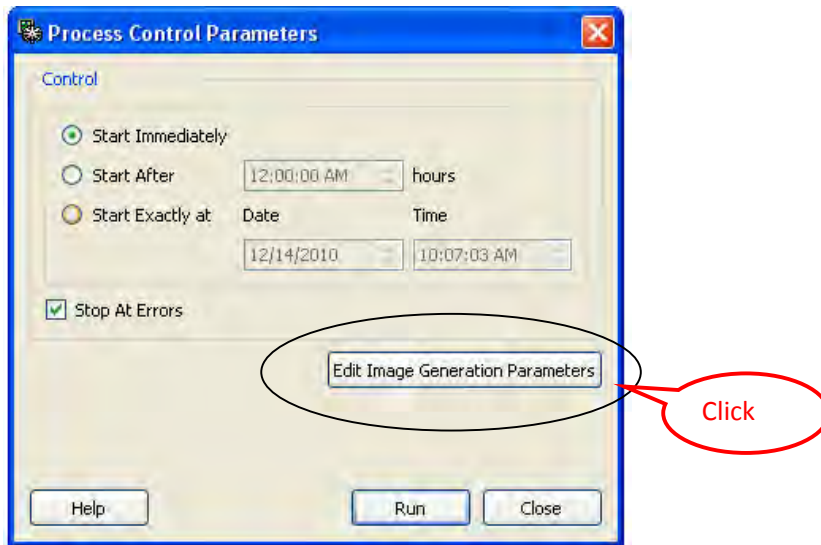 Process Control Parameters
Control
Start Immediately
Start After 12:00:00 AM hours
Start Exactly at Date Time
12/14/2010 10:07:03 AM
Stop At Errors
Edit Image Generation Parameters
Click
Help Run Close